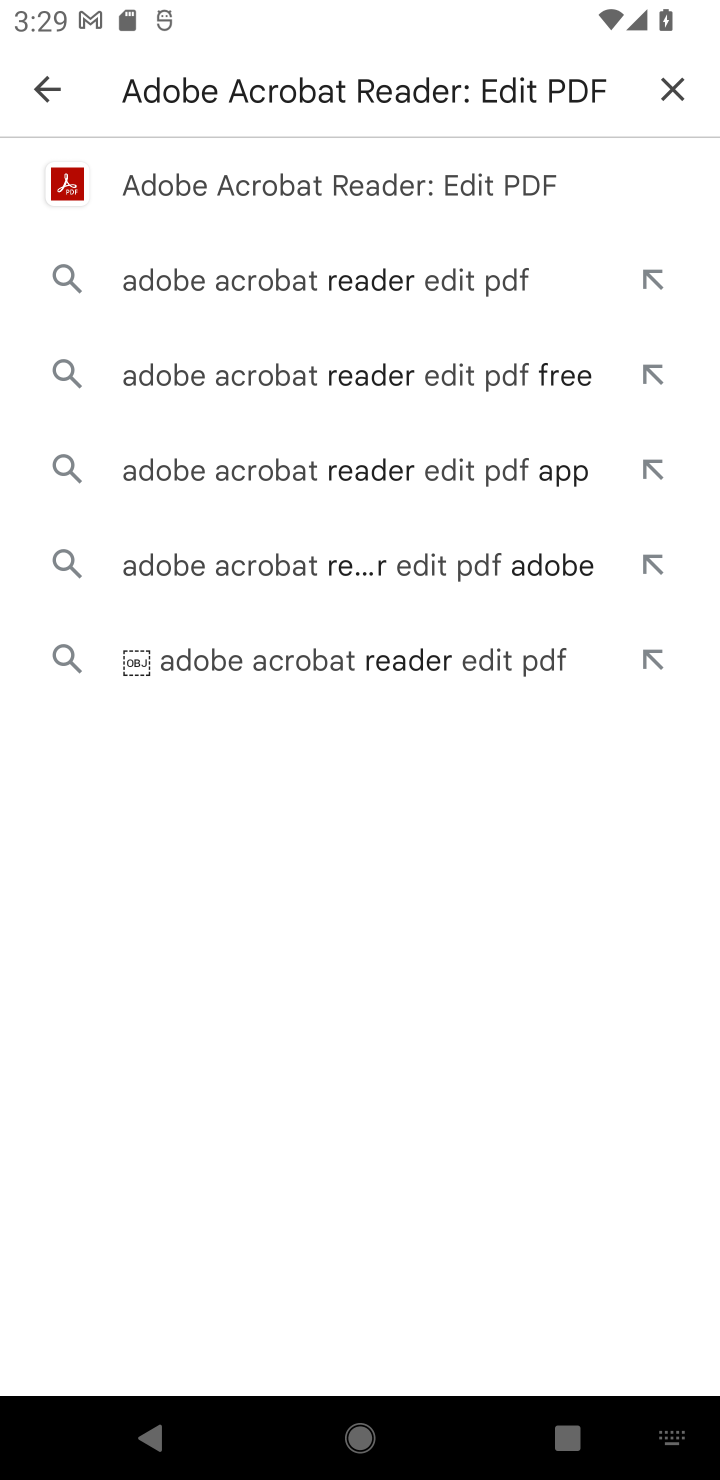 3:29
Adobe Acrobat Reader: Edit PDF
PDF
Adobe Acrobat Reader: Edit PDF
adobe acrobat reader edit pdf
adobe acrobat reader edit pdf free
adobe acrobat reader edit pdf app
adobe acrobat re...r edit pdf adobe
OBJ adobe acrobat reader edit pdf